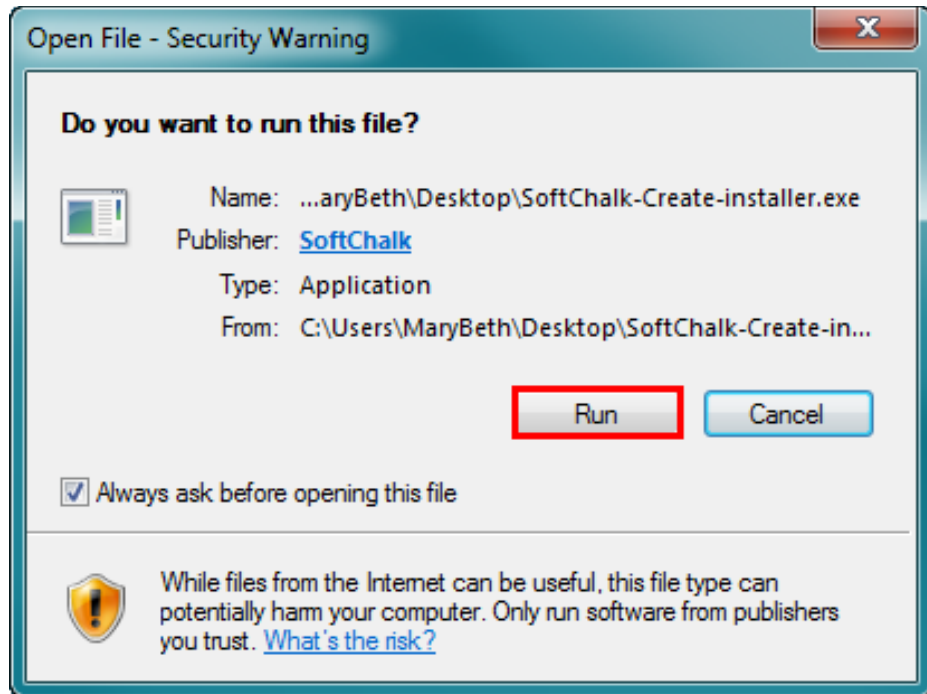 Open File - Security Warning
Do you want to run this file?
Name: ...aryBeth\Desktop\SoftChalk-Create-installer.exe
Publisher: SoftChalk
Type: Application
From: C:\Users\MaryBeth\Desktop\SoftChalk-Create-in...
Run Cancel
Always ask before opening this file
While files from the Internet can be useful, this file type can
potentially harm your computer. Only run software from publishers
you trust. What's the risk?